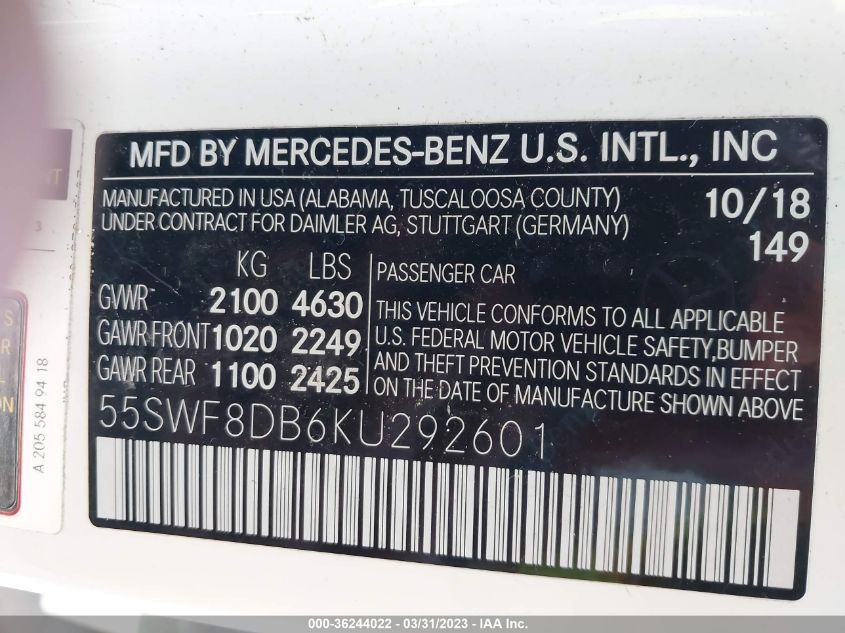 MFD BY MERCEDES-BENZ U.S. INTL., INC
MANUFACTURED IN USA (ALABAMA, TUSCALOOSA COUNTY)
UNDER CONTRACT FOR DAIMLER AG, STUTTGART (GERMANY)
10/18
149
KG LBS
GVWR 2100 4630
GAWR FRONT 1020 2249
GAWR REAR 1100 2425
PASSENGER CAR
THIS VEHICLE CONFORMS TO ALL APPLICABLE
U.S. FEDERAL MOTOR VEHICLE SAFETY, BUMPER
AND THEFT PREVENTION STANDARDS IN EFFECT
ON THE DATE OF MANUFACTURE SHOWN ABOVE
55SWF8DB6KU292601
A 205 584 94 18
000-36244022 - 03/31/2023 - IAA Inc.